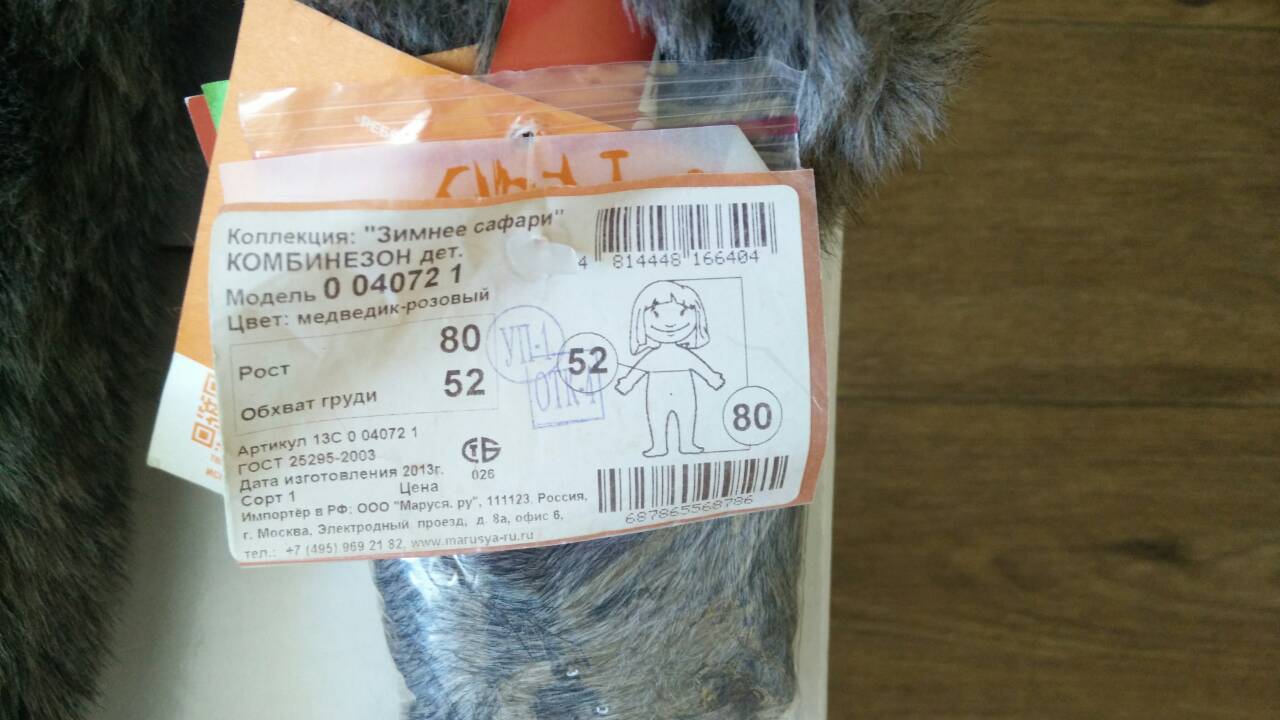 Коллекция: "Зимнее сафари"
КОМБИНЕЗОН дет.
Модель 0 04072 1
Цвет: медведик-розовый
4 814448 166404
Рост 80
Обхват груди 52
УП-1
ОТК-1
52
80
Артикул 13С 0 04072 1
ГОСТ 25295-2003
Дата изготовления 2013г.
Сорт 1 Цена
СТБ
026
Импортёр в РФ: ООО "Маруся. ру", 111123, Россия,
г. Москва, Электродный проезд, д. 8а, офис 6,
тел.: +7 (495) 969 21 82, www.marusya-ru.ru
687865568786